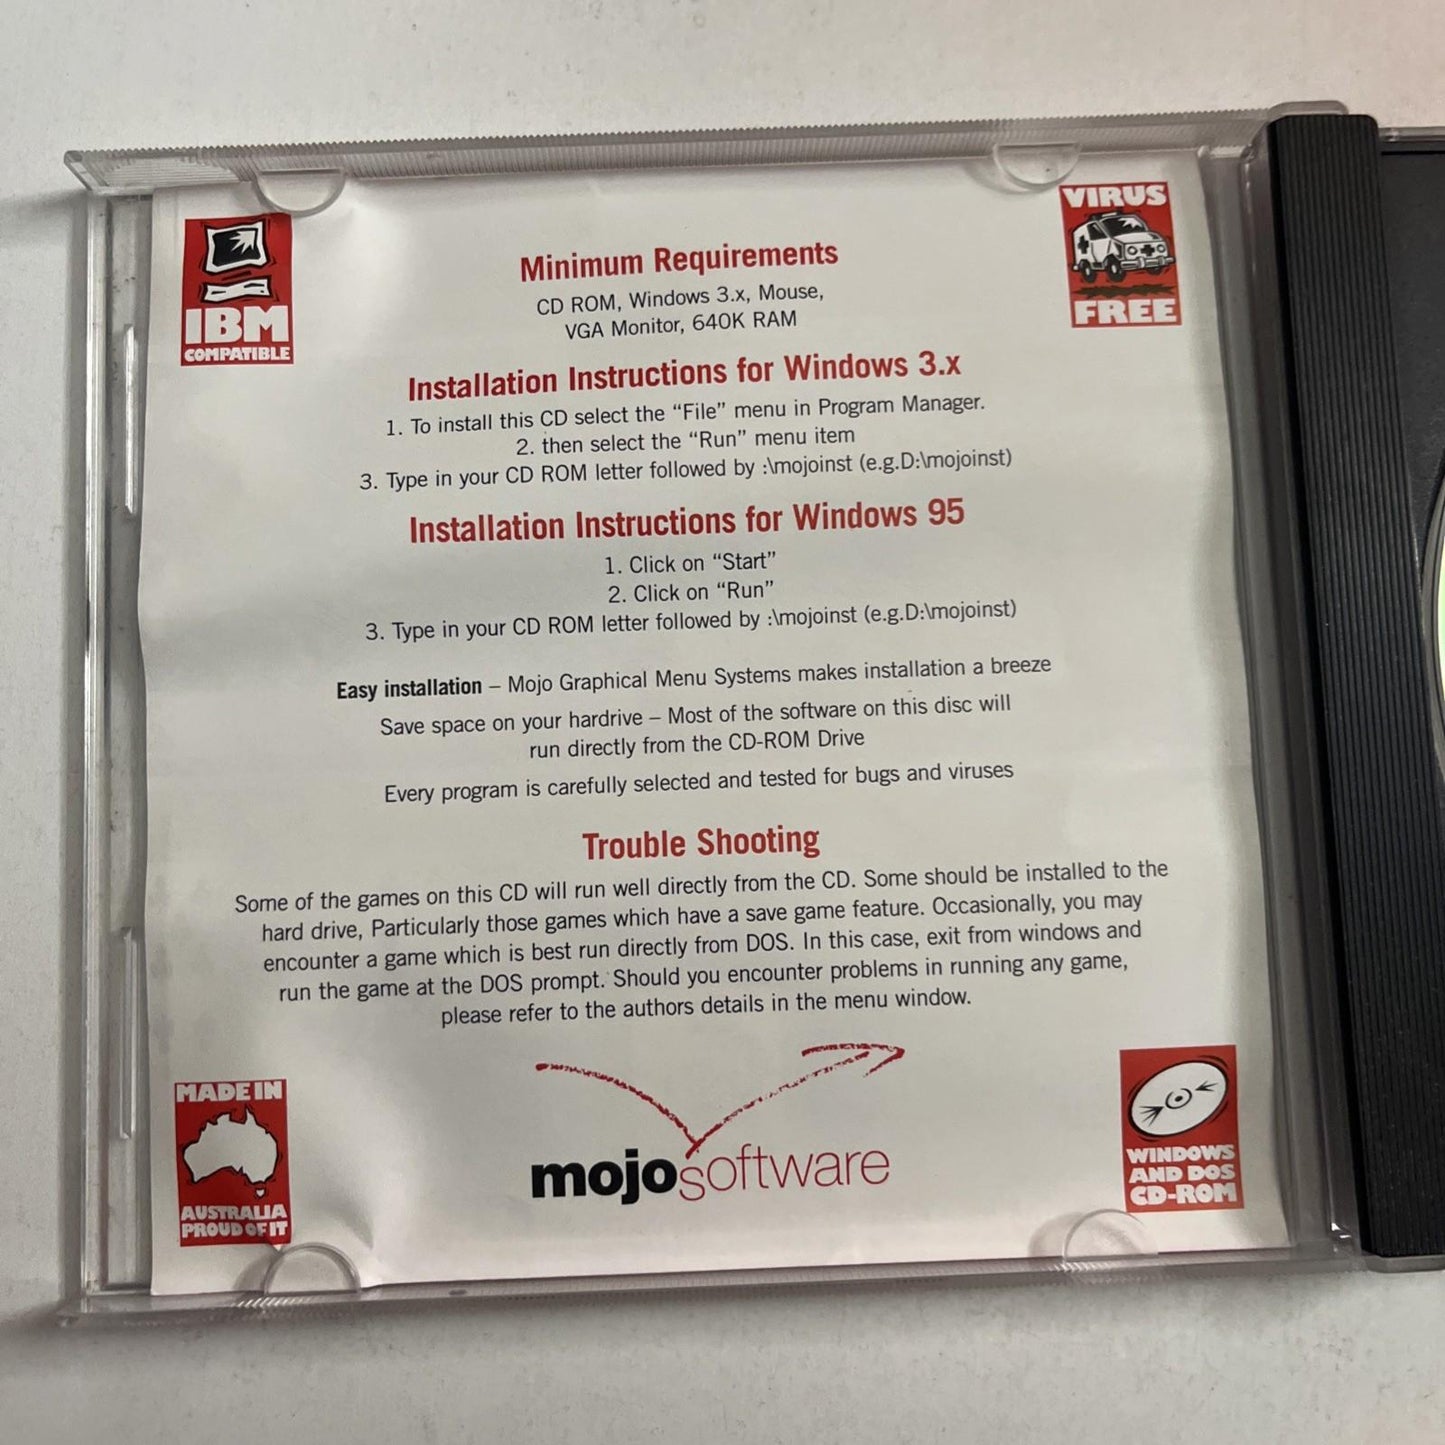 IBM
COMPATIBLE
VIRUS
FREE
Minimum Requirements
CD ROM, Windows 3.x, Mouse,
VGA Monitor, 640K RAM
Installation Instructions for Windows 3.x
1. To install this CD select the “File” menu in Program Manager.
2. then select the “Run” menu item
3. Type in your CD ROM letter followed by :\mojoinst (e.g.D:\mojoinst)
Installation Instructions for Windows 95
1. Click on “Start”
2. Click on “Run”
3. Type in your CD ROM letter followed by :\mojoinst (e.g.D:\mojoinst)
Easy installation – Mojo Graphical Menu Systems makes installation a breeze
Save space on your hardrive – Most of the software on this disc will
run directly from the CD-ROM Drive
Every program is carefully selected and tested for bugs and viruses
Trouble Shooting
Some of the games on this CD will run well directly from the CD. Some should be installed to the
hard drive, Particularly those games which have a save game feature. Occasionally, you may
encounter a game which is best run directly from DOS. In this case, exit from windows and
run the game at the DOS prompt. Should you encounter problems in running any game,
please refer to the authors details in the menu window.
MADE IN
AUSTRALIA
PROUD OF IT
mojosoftware
WINDOWS
AND DOS
CD-ROM